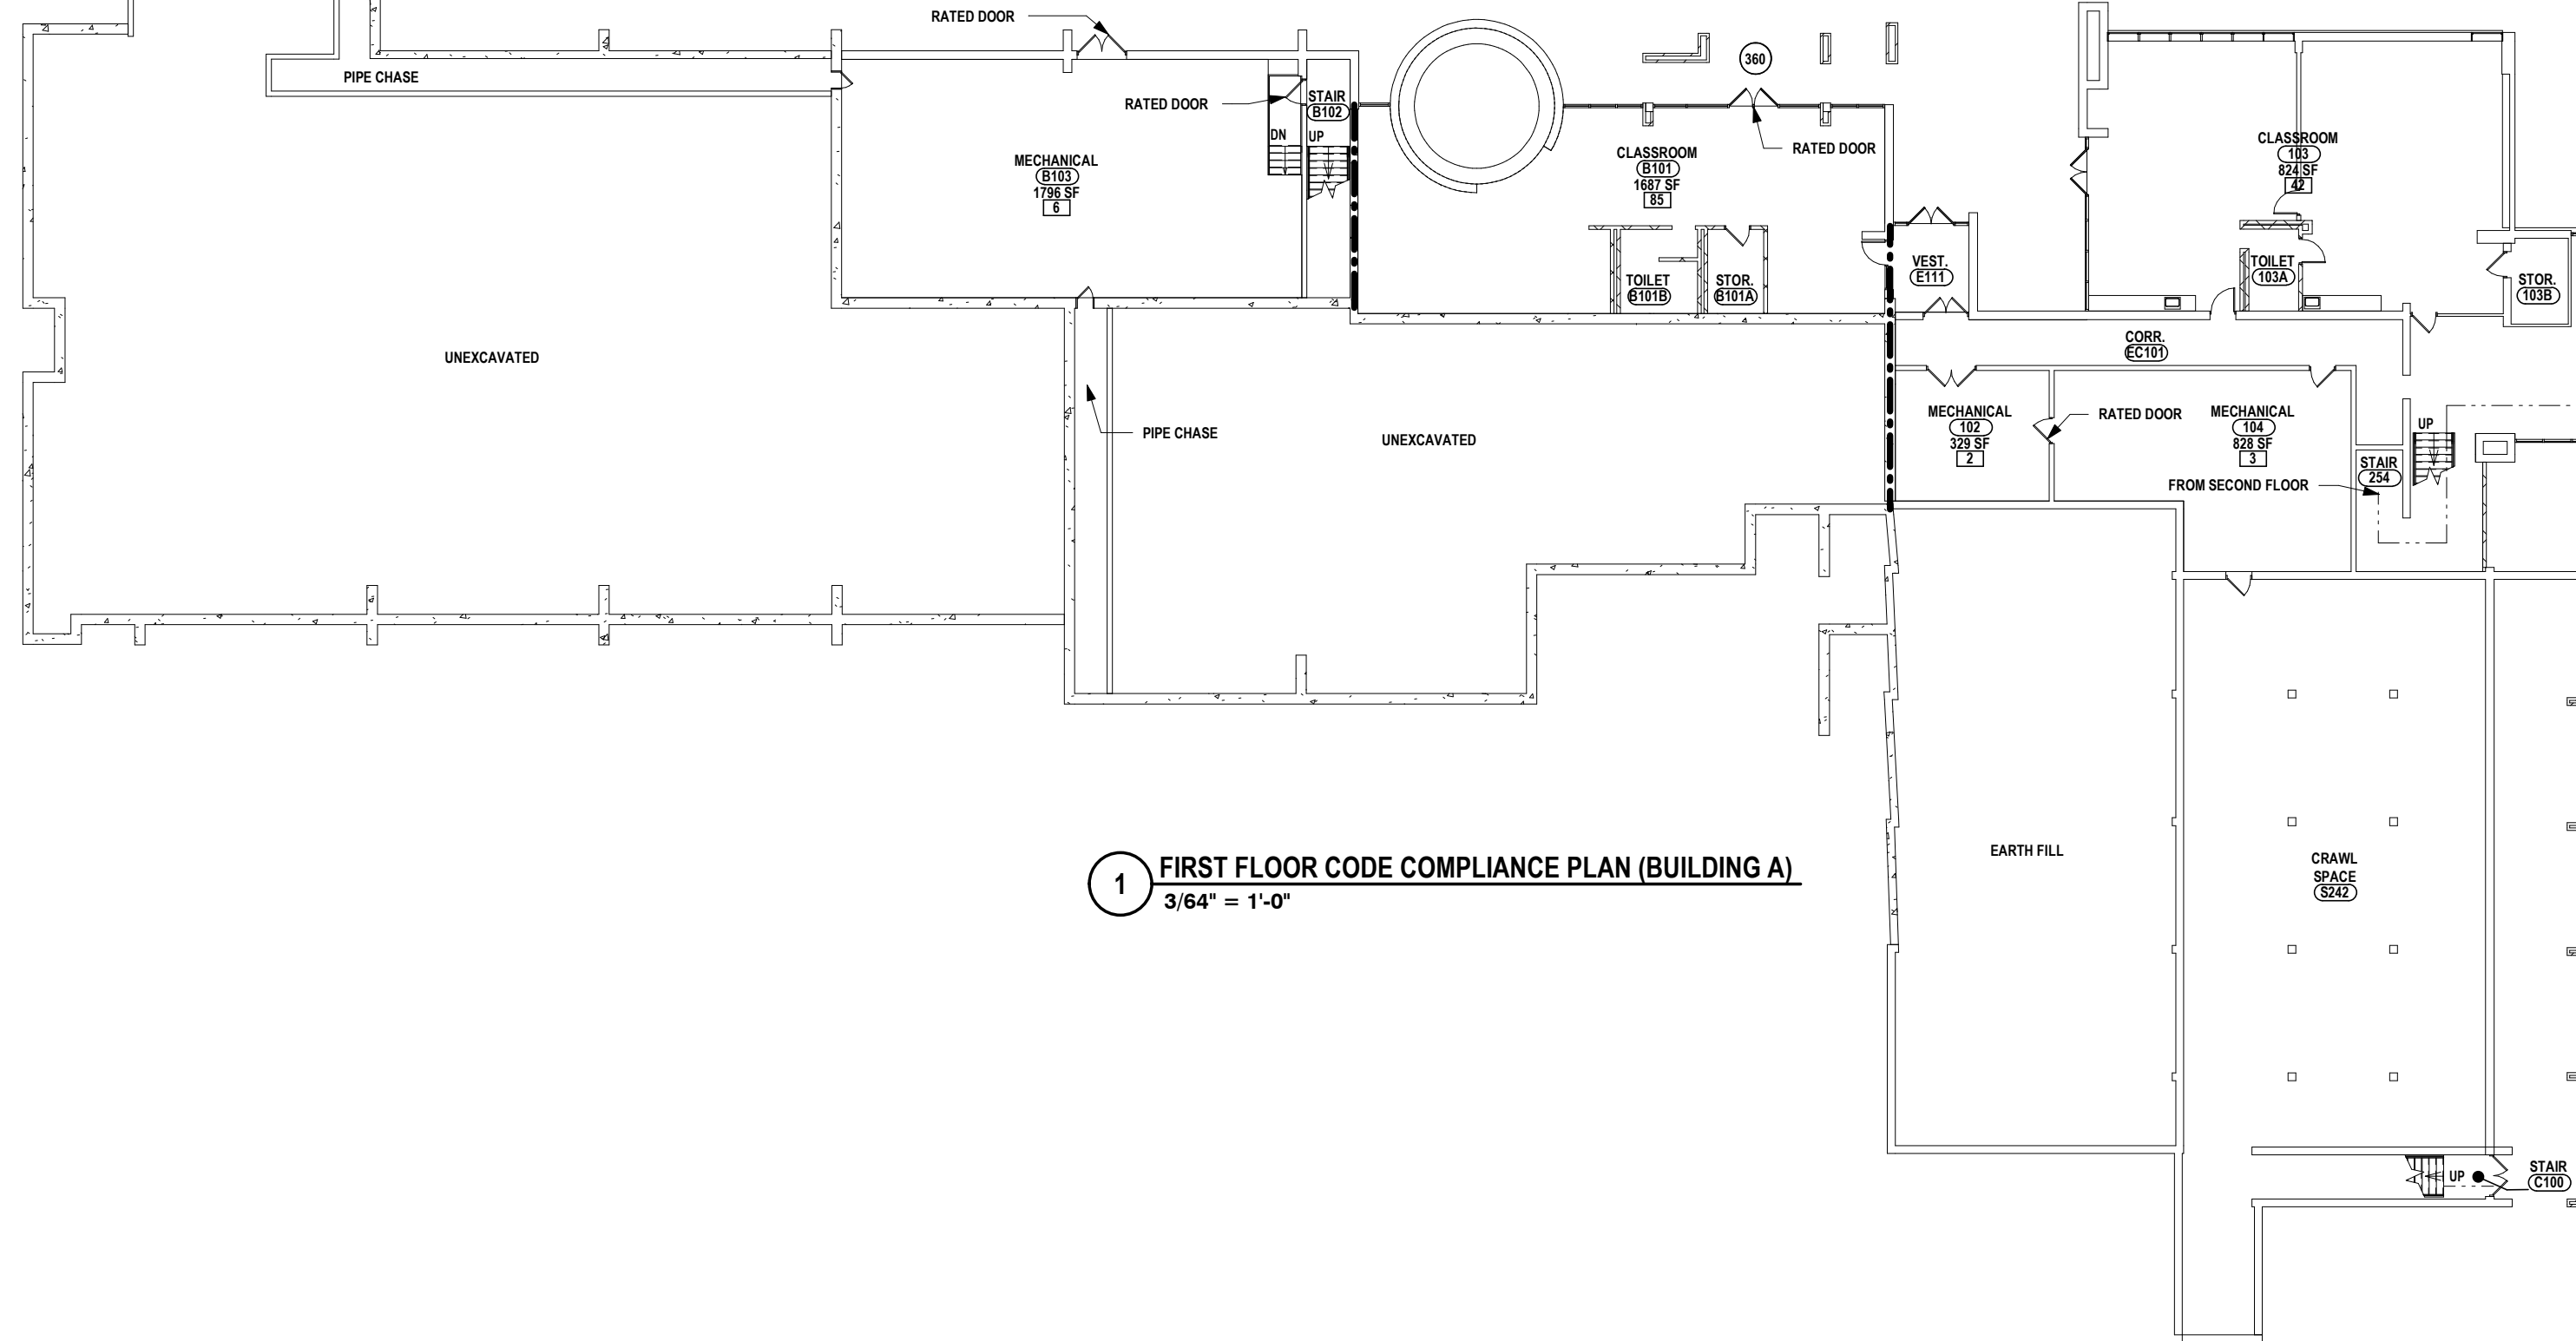 RATED DOOR
PIPE CHASE
RATED DOOR
STAIR
B102
DN
UP
MECHANICAL
B103
1796 SF
6
360
RATED DOOR
CLASSROOM
B101
1687 SF
85
TOILET
B101B
STOR.
B101A
VEST.
E111
CLASSROOM
103
824 SF
42
TOILET
103A
STOR.
103B
CORR.
EC101
UNEXCAVATED
PIPE CHASE
UNEXCAVATED
MECHANICAL
102
329 SF
2
RATED DOOR
MECHANICAL
104
828 SF
3
UP
STAIR
254
FROM SECOND FLOOR
EARTH FILL
CRAWL
SPACE
S242
1
FIRST FLOOR CODE COMPLIANCE PLAN (BUILDING A)
3/64" = 1'-0"
UP
STAIR
C100